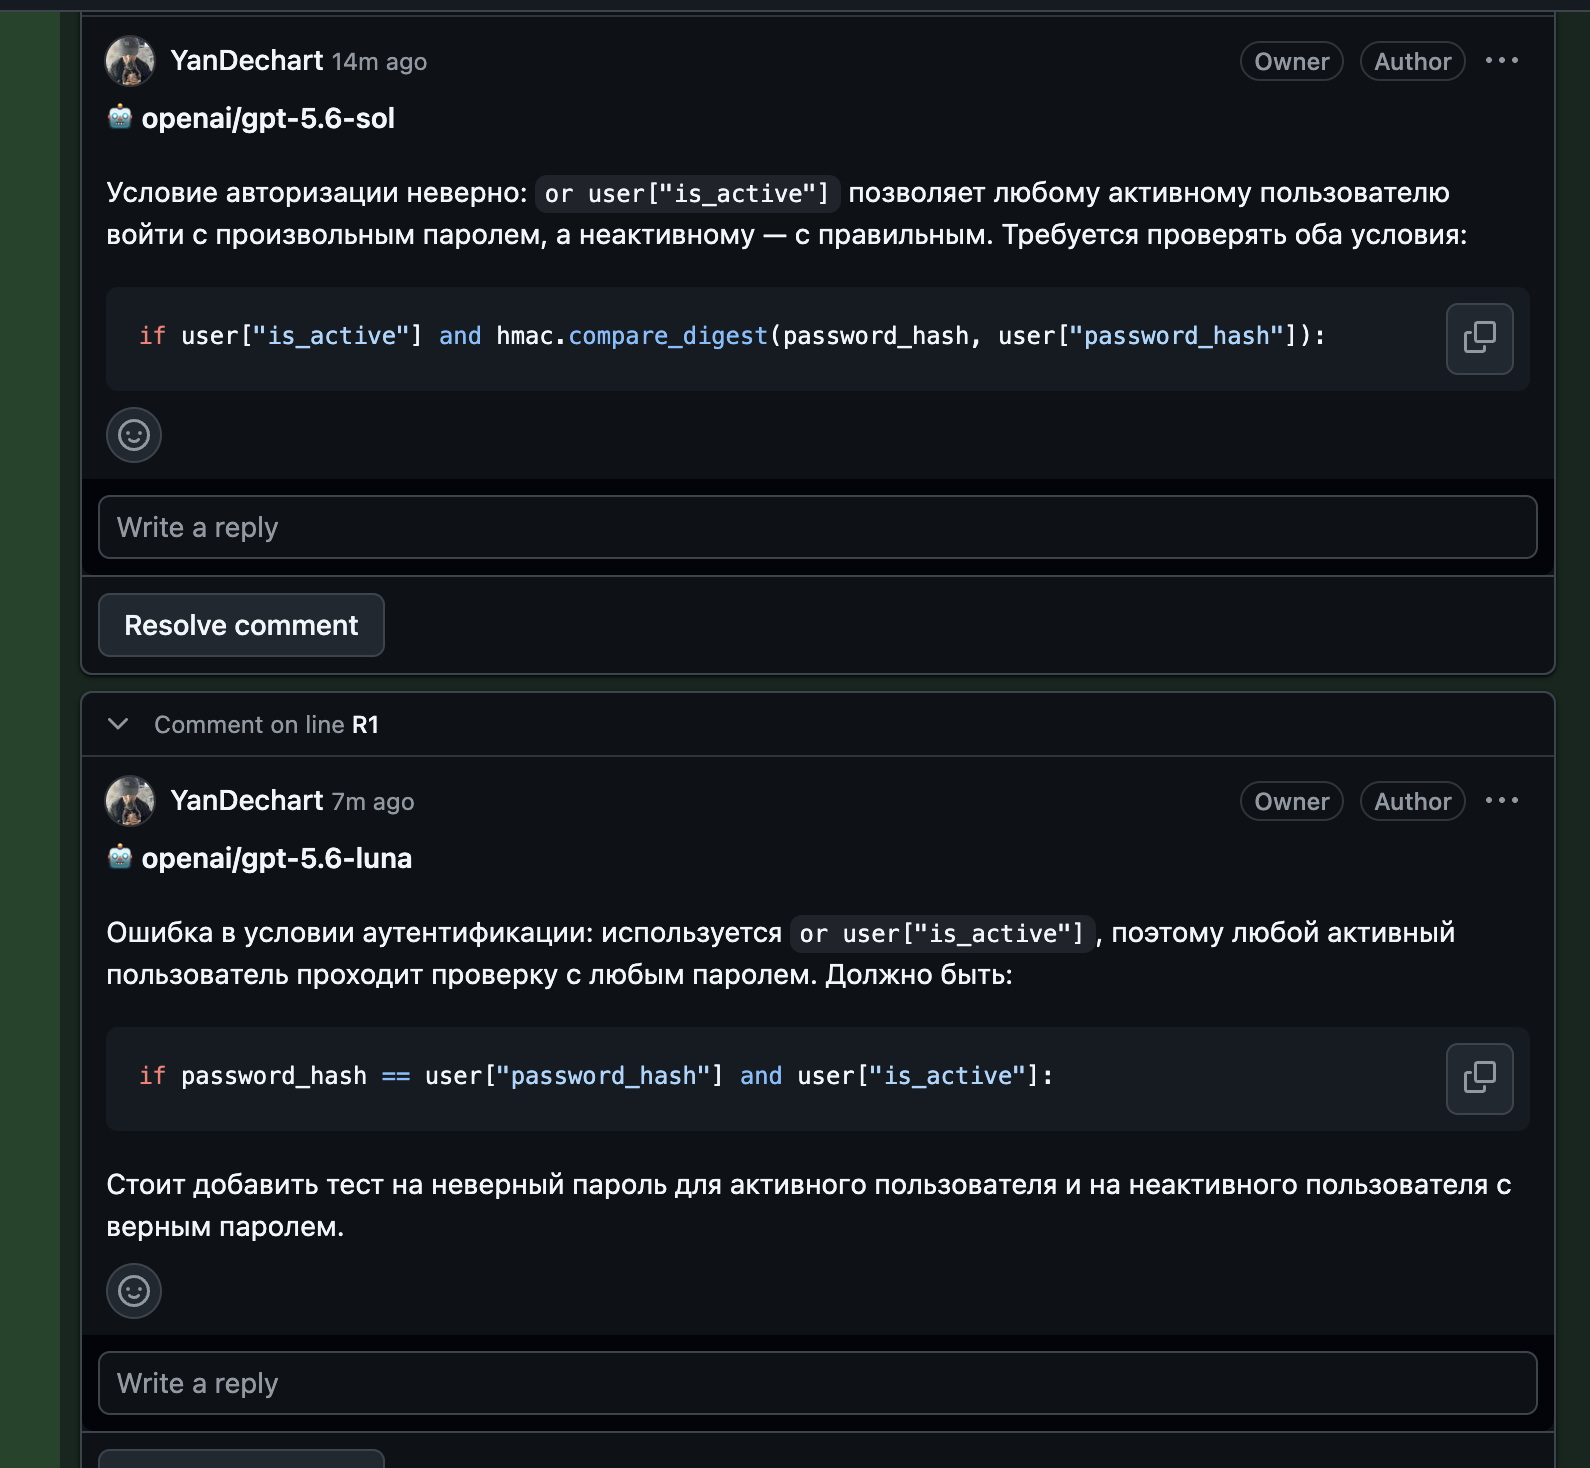 YanDechart 14m ago Owner Author
🤖 openai/gpt-5.6-sol
Условие авторизации неверно: or user["is_active"] позволяет любому активному пользователю
войти с произвольным паролем, а неактивному — с правильным. Требуется проверять оба условия:
if user["is_active"] and hmac.compare_digest(password_hash, user["password_hash"]):
Write a reply
Resolve comment
Comment on line R1
YanDechart 7m ago Owner Author
🤖 openai/gpt-5.6-luna
Ошибка в условии аутентификации: используется or user["is_active"] , поэтому любой активный
пользователь проходит проверку с любым паролем. Должно быть:
if password_hash == user["password_hash"] and user["is_active"]:
Стоит добавить тест на неверный пароль для активного пользователя и на неактивного пользователя с
верным паролем.
Write a reply